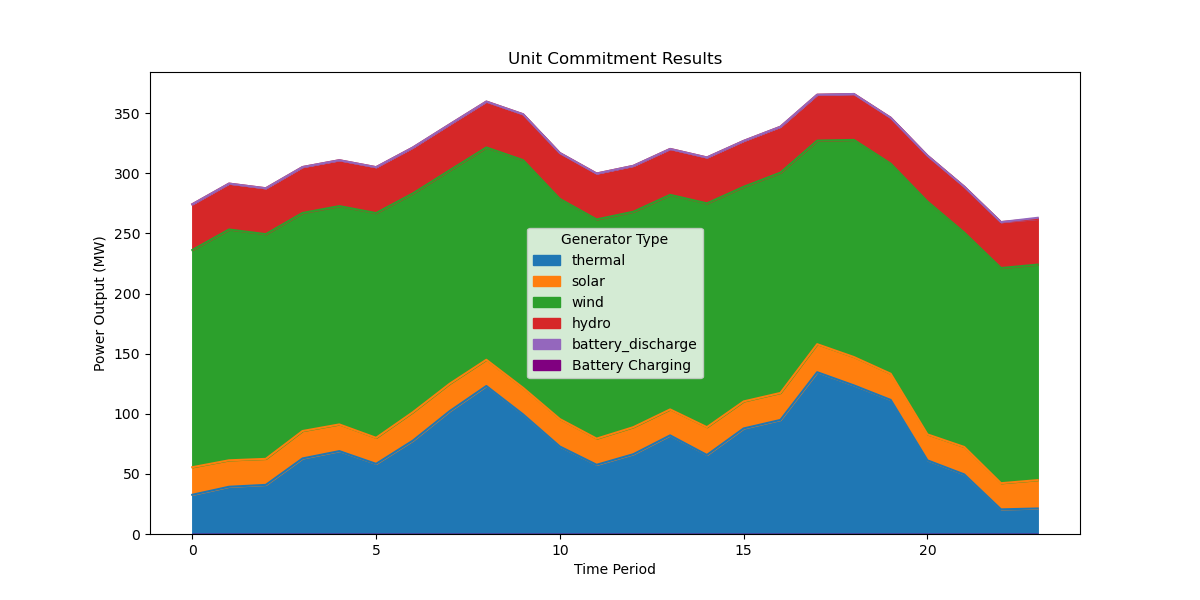 Unit Commitment Results
Power Output (MW)
350
300
250
200
150
100
50
0
Generator Type
thermal
solar
wind
hydro
battery_discharge
Battery Charging
0 5 10 15 20
Time Period